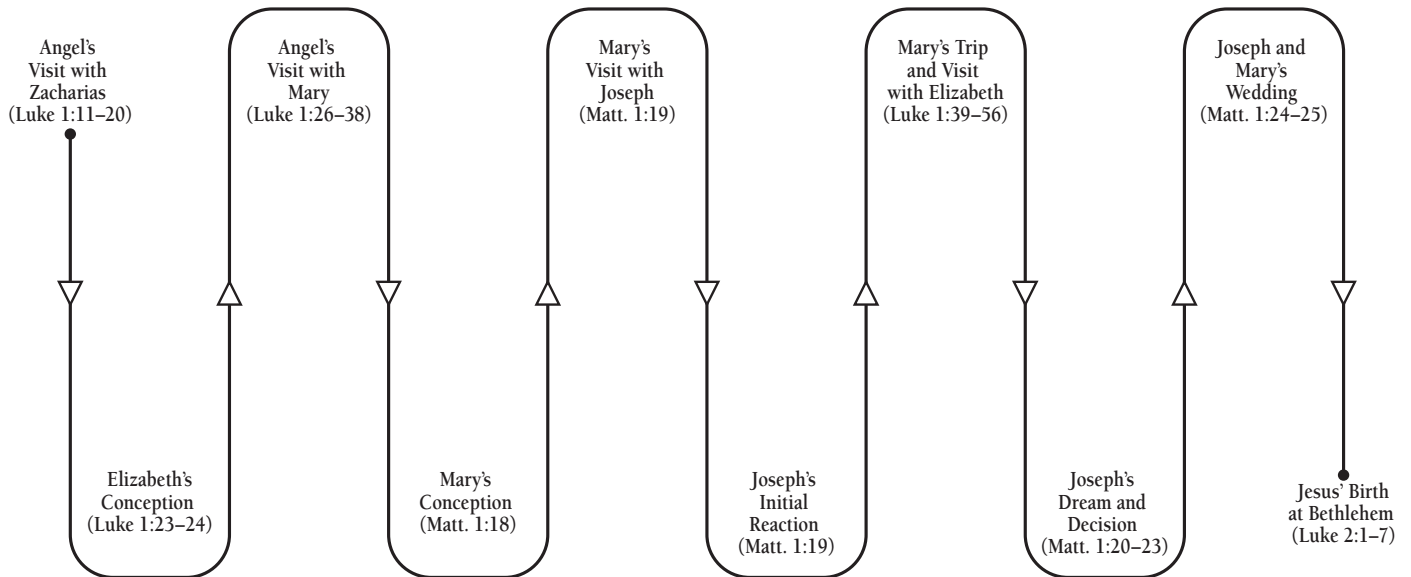 Angel’s
Visit with
Zacharias
(Luke 1:11–20)
Elizabeth’s
Conception
(Luke 1:23–24)
Angel’s
Visit with
Mary
(Luke 1:26–38)
Mary’s
Conception
(Matt. 1:18)
Mary’s
Visit with
Joseph
(Matt. 1:19)
Joseph’s
Initial
Reaction
(Matt. 1:19)
Mary’s Trip
and Visit
with Elizabeth
(Luke 1:39–56)
Joseph’s
Dream and
Decision
(Matt. 1:20–23)
Joseph and
Mary’s
Wedding
(Matt. 1:24–25)
Jesus’ Birth
at Bethlehem
(Luke 2:1–7)